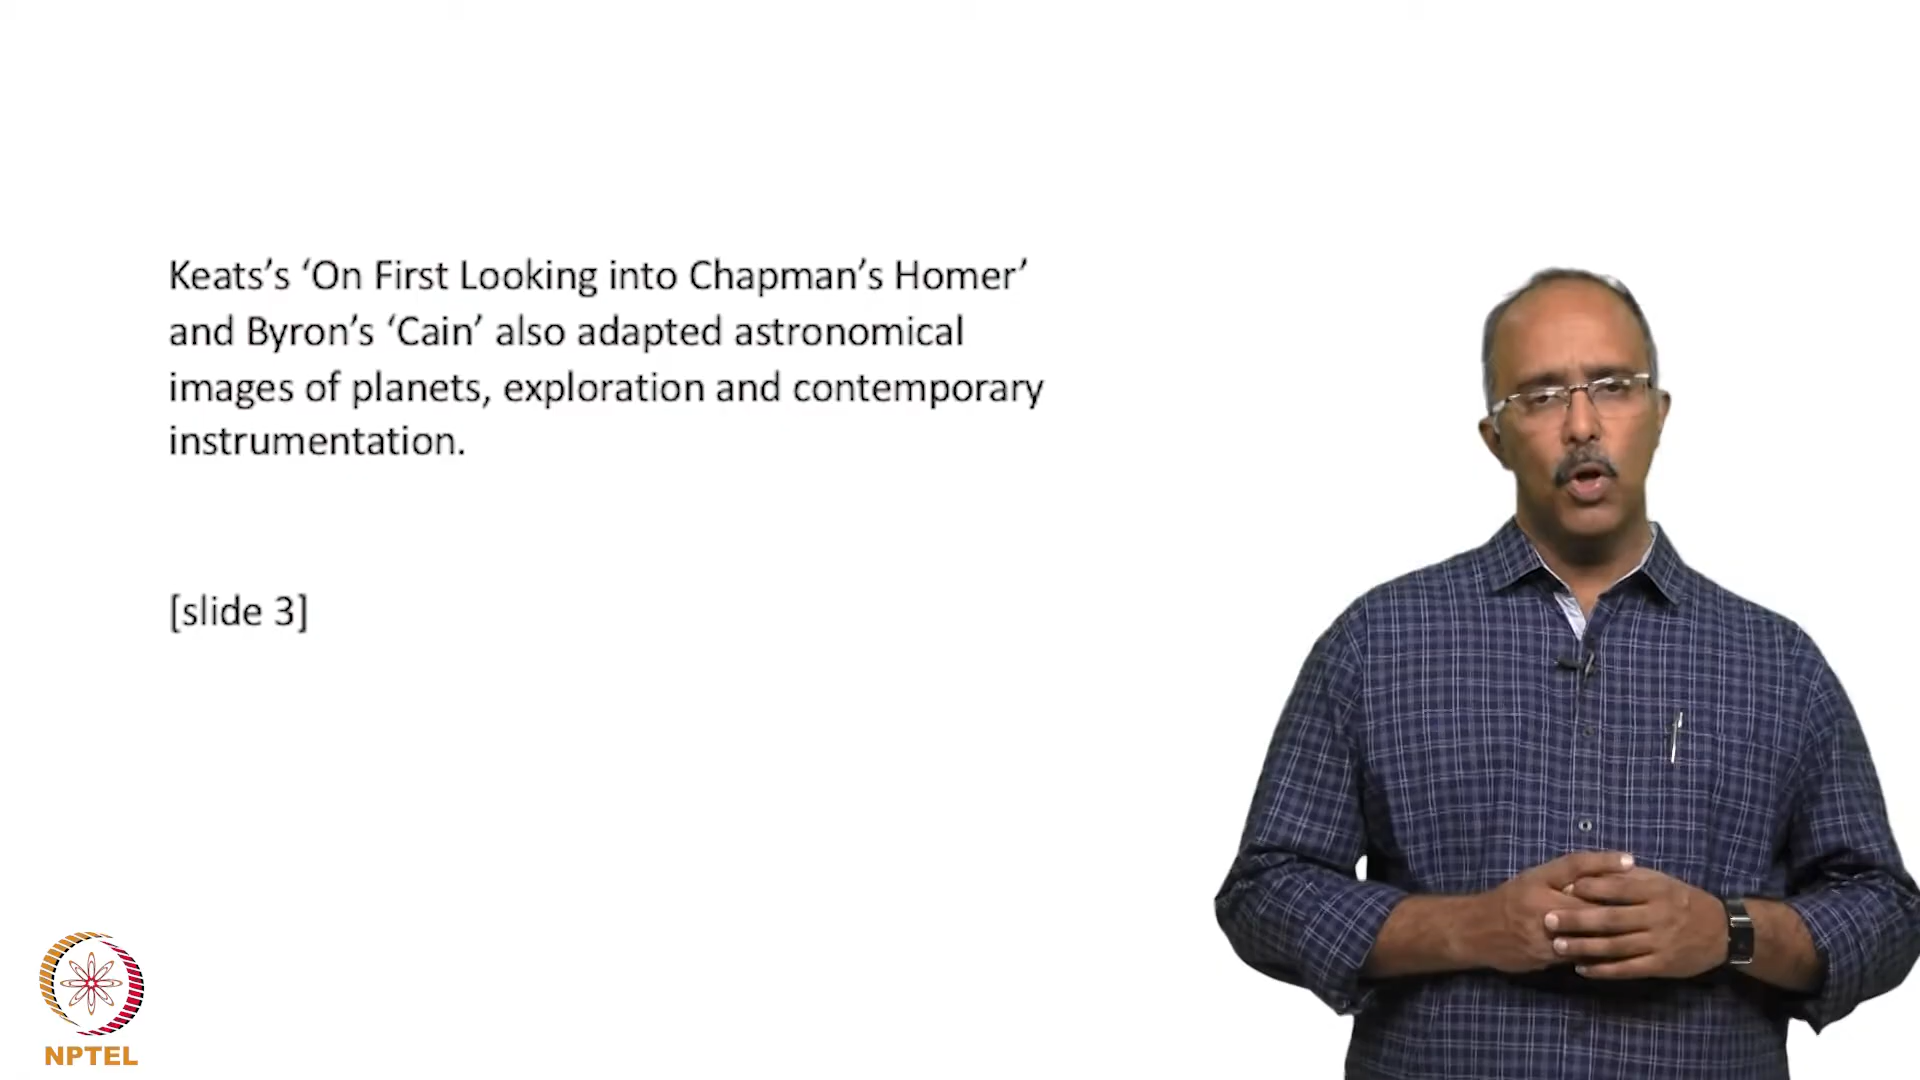 Keats’s ‘On First Looking into Chapman’s Homer’
and Byron’s ‘Cain’ also adapted astronomical
images of planets, exploration and contemporary
instrumentation.
[slide 3]
NPTEL